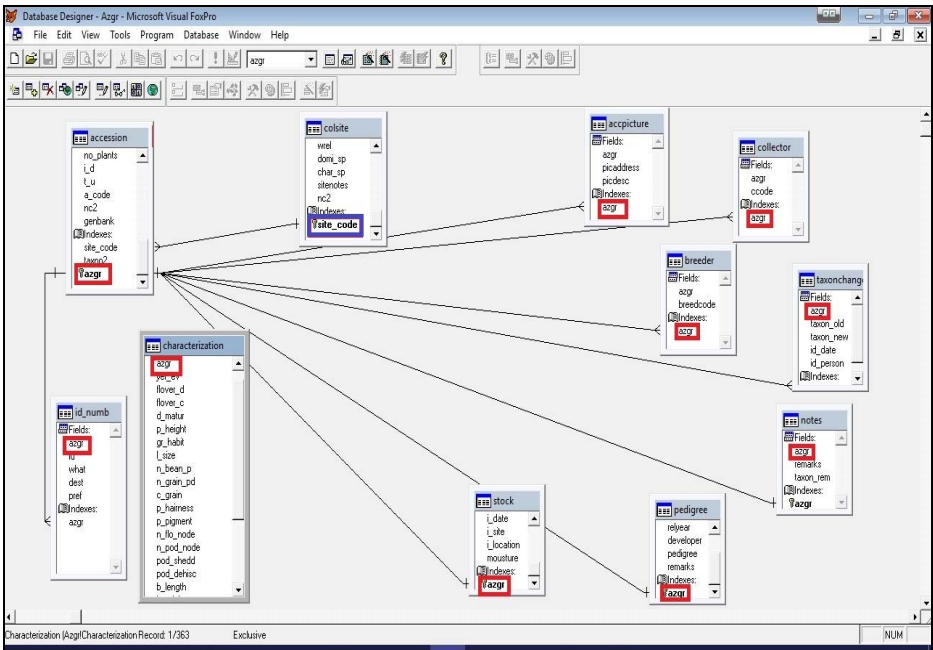 Database Designer - Azgr - Microsoft Visual FoxPro
File Edit View Tools Program Database Window Help
azgr
accession
no_plants
i_d
t_u
a_code
nc2
genbank
Indexes:
site_code
taxno2
azgr
colsite
wrel
domi_sp
char_sp
sitenotes
nc2
Indexes:
site_code
accpicture
Fields:
azgr
picaddress
picdesc
Indexes:
azgr
collector
Fields:
azgr
ccode
Indexes:
azgr
breeder
Fields:
azgr
breedcode
Indexes:
azgr
taxonchang
Fields:
azgr
taxon_old
taxon_new
id_date
id_person
Indexes:
characterization
azgr
yel_ev
flover_d
flover_c
d_matur
p_height
gr_habit
l_size
n_bean_p
n_grain_pd
c_grain
p_hairness
p_pigment
n_flo_node
n_pod_node
pod_shedd
pod_dehisc
b_length
id_numb
Fields:
azgr
id
what
dest
pref
Indexes:
azgr
notes
Fields:
azgr
remarks
taxon_rem
Indexes:
azgr
stock
i_date
i_site
i_location
mousture
Indexes:
azgr
pedigree
relyear
developer
pedigree
remarks
Indexes:
azgr
Characterization (Azgr!Characterization Record: 1/363 Exclusive NUM